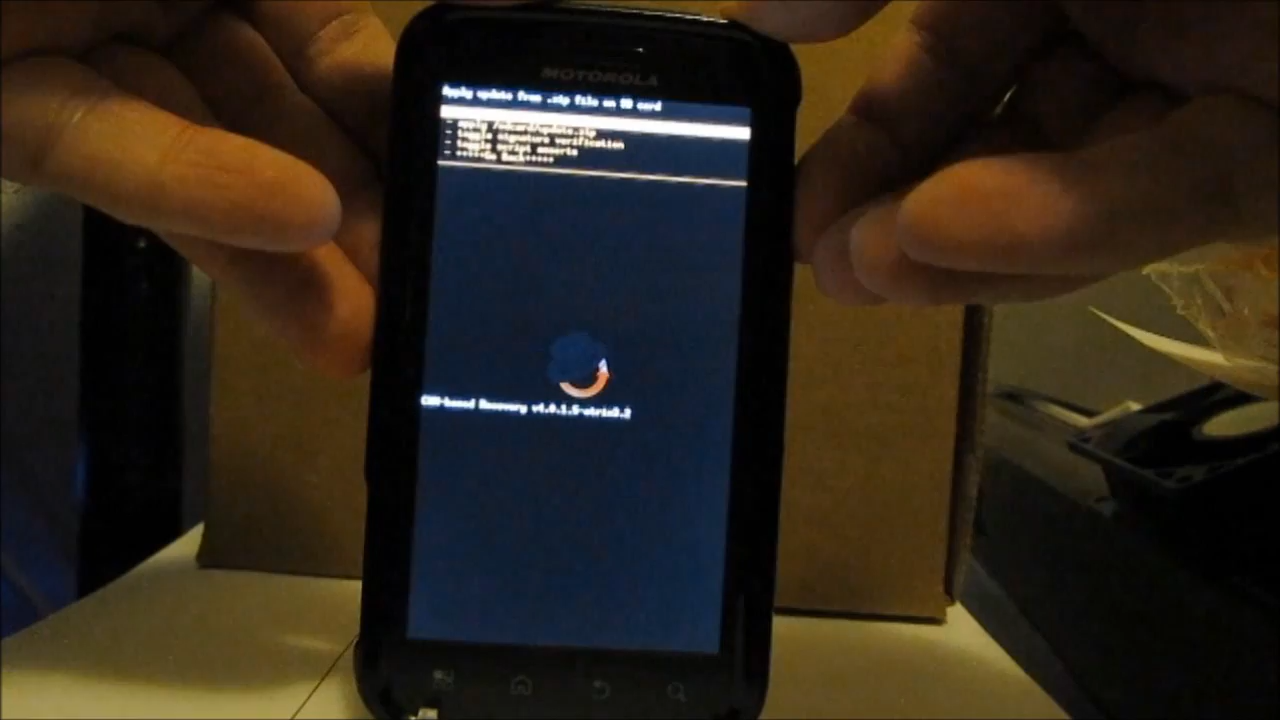 MOTOROLA
Apply update from .zip file on SD card
- apply /sdcard/update.zip
- toggle signature verification
- toggle script asserts
- +++++Go Back+++++
CWM-based Recovery v4.0.1.5-atrix3.2